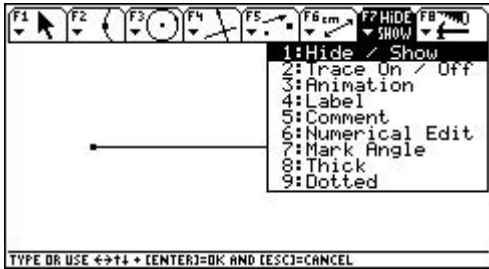 F1 F2 F3 F4 F5 F6 cm F7 HIDE SHOW F8
1:Hide / Show
2:Trace On / Off
3:Animation
4:Label
5:Comment
6:Numerical Edit
7:Mark Angle
8:Thick
9:Dotted
TYPE OR USE ←→↑↓ + [ENTER]=OK AND [ESC]=CANCEL